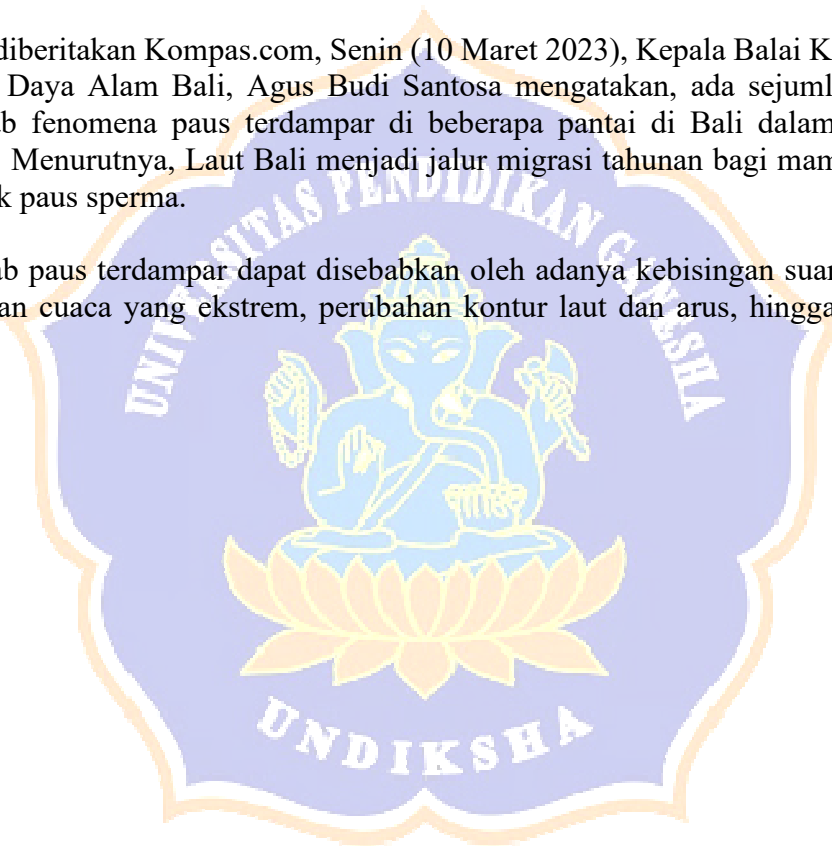 diberitakan Kompas.com, Senin (10 Maret 2023), Kepala Balai K
Daya Alam Bali, Agus Budi Santosa mengatakan, ada sejuml
b fenomena paus terdampar di beberapa pantai di Bali dalam
Menurutnya, Laut Bali menjadi jalur migrasi tahunan bagi mam
k paus sperma.
ab paus terdampar dapat disebabkan oleh adanya kebisingan suar
an cuaca yang ekstrem, perubahan kontur laut dan arus, hingga
UNIVERSITAS PENDIDIKAN GANESHA
UNDIKSHA